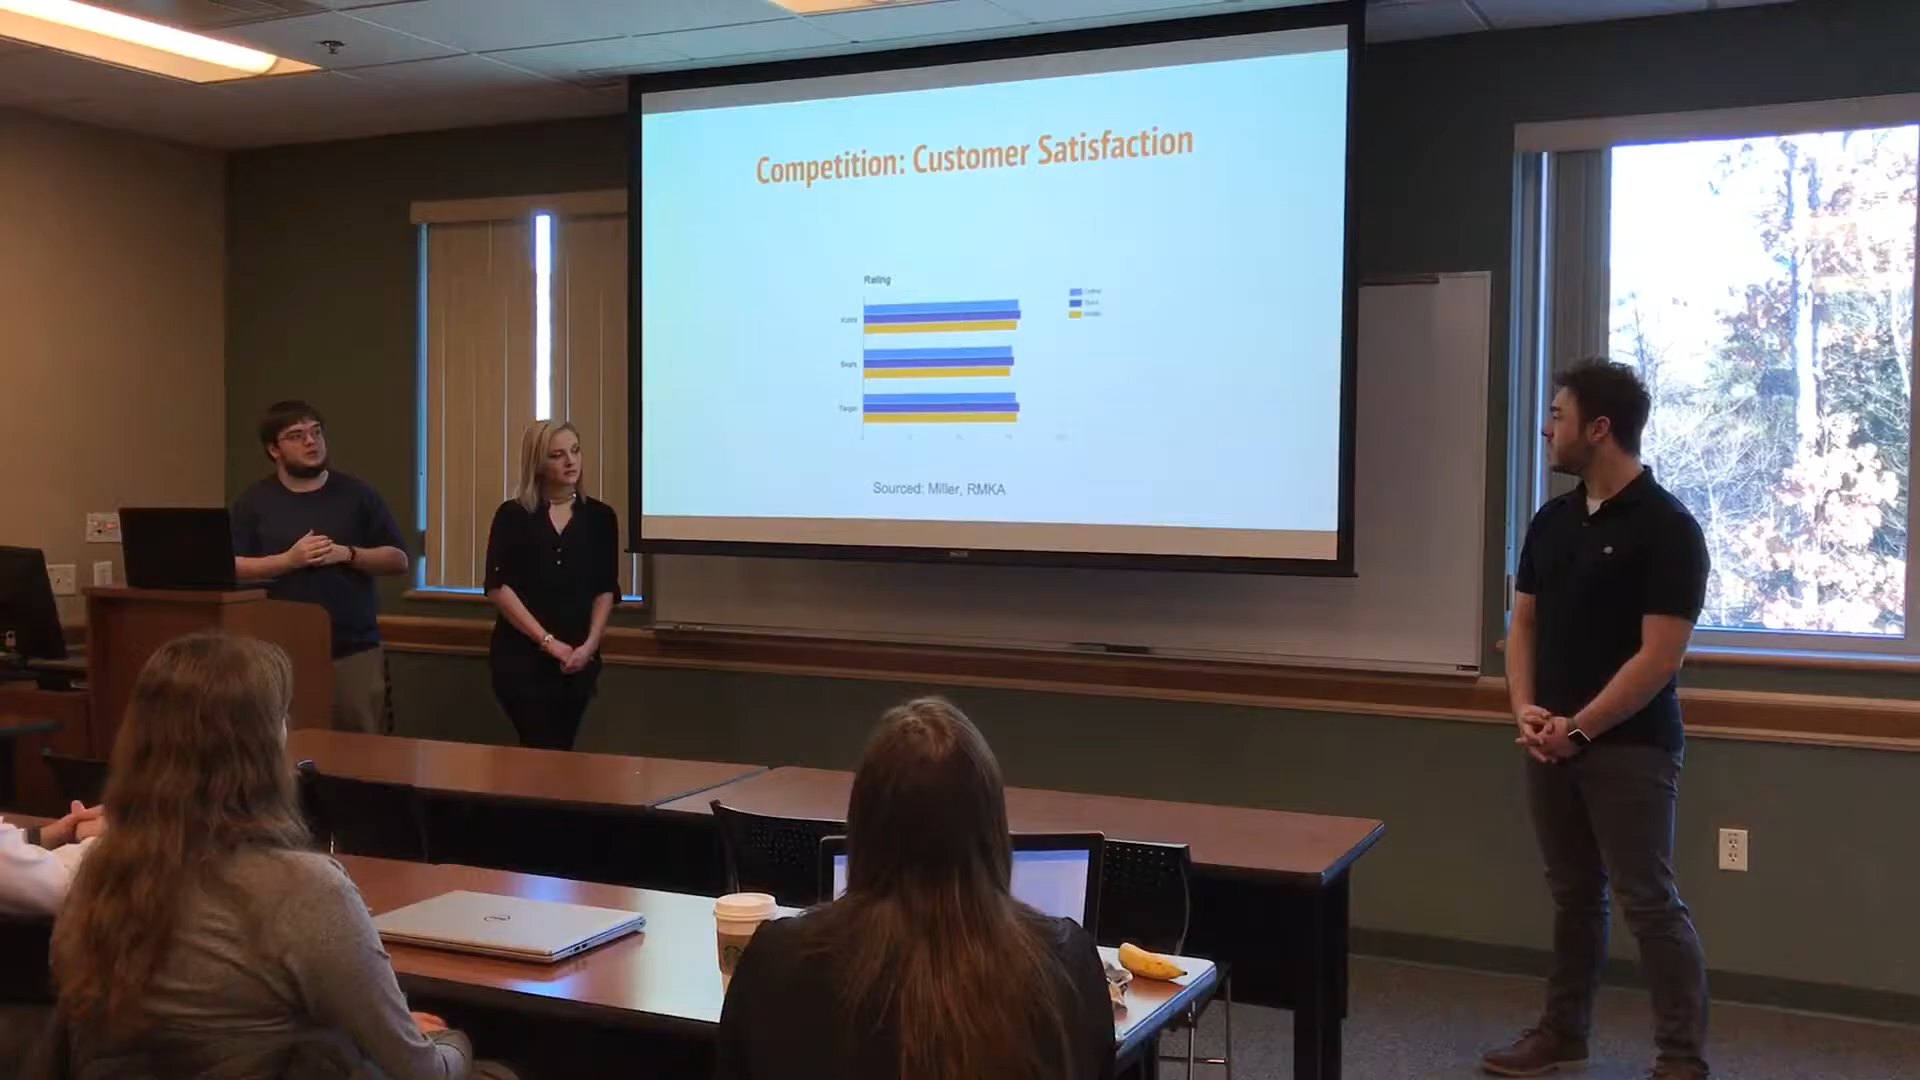 Competition: Customer Satisfaction
Rating
Kohls
Sears
Target
Sourced: Miller, RMKA